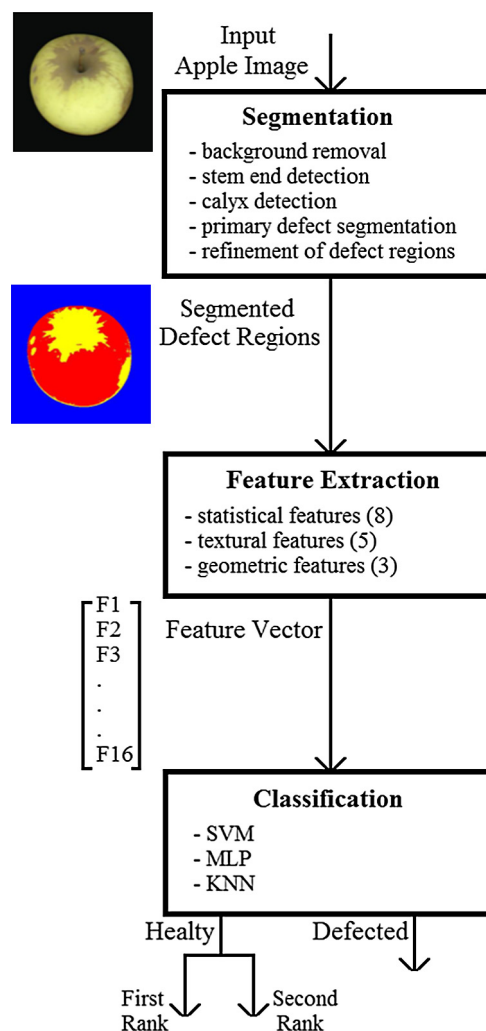 Input
Apple Image
Segmentation
- background removal
- stem end detection
- calyx detection
- primary defect segmentation
- refinement of defect regions
Segmented
Defect Regions
Feature Extraction
- statistical features (8)
- textural features (5)
- geometric features (3)
F1
F2
F3
.
.
.
F16
Feature Vector
Classification
- SVM
- MLP
- KNN
Healty
Defected
First
Rank
Second
Rank